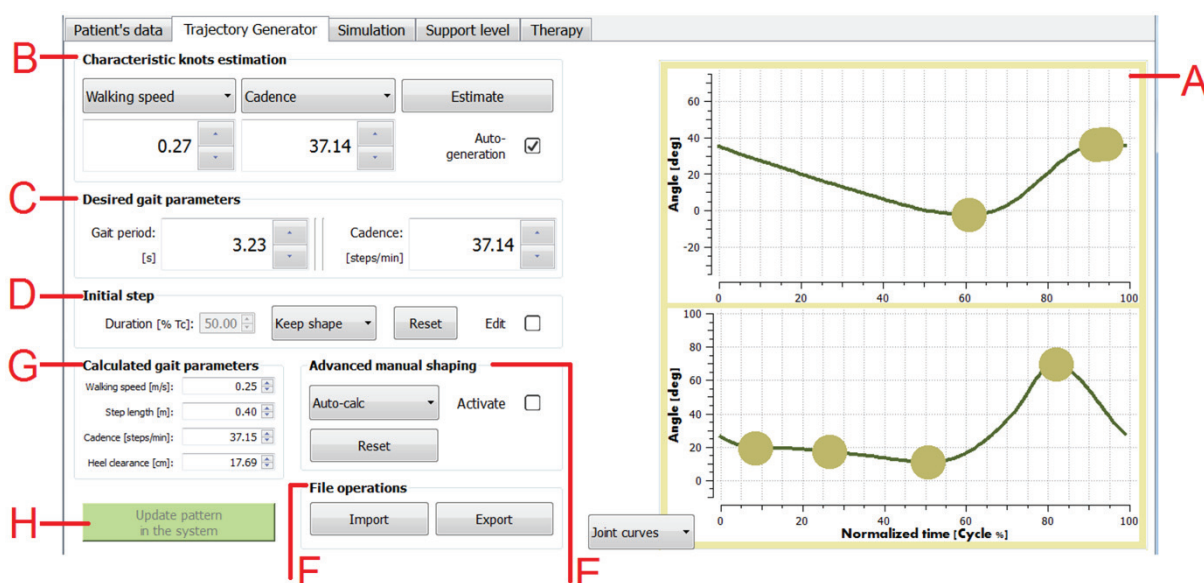 Patient's data Trajectory Generator Simulation Support level Therapy
B Characteristic knots estimation
Walking speed Cadence Estimate
0.27 37.14 Auto-
generation
C Desired gait parameters
Gait period: 3.23 Cadence: 37.14
[s] [steps/min]
D Initial step
Duration [% Tc]: 50.00 Keep shape Reset Edit
G Calculated gait parameters
Walking speed [m/s]: 0.25
Step length [m]: 0.40
Cadence [steps/min]: 37.15
Heel clearance [cm]: 17.69
Advanced manual shaping
Auto-calc Activate
Reset
File operations
Import Export
H Update pattern
in the system
F E
A
Angle [deg]
60
40
20
0
-20
0 20 40 60 80 100
Angle [deg]
100
80
60
40
20
0
0 20 40 60 80 100
Joint curves Normalized time [Cycle %]